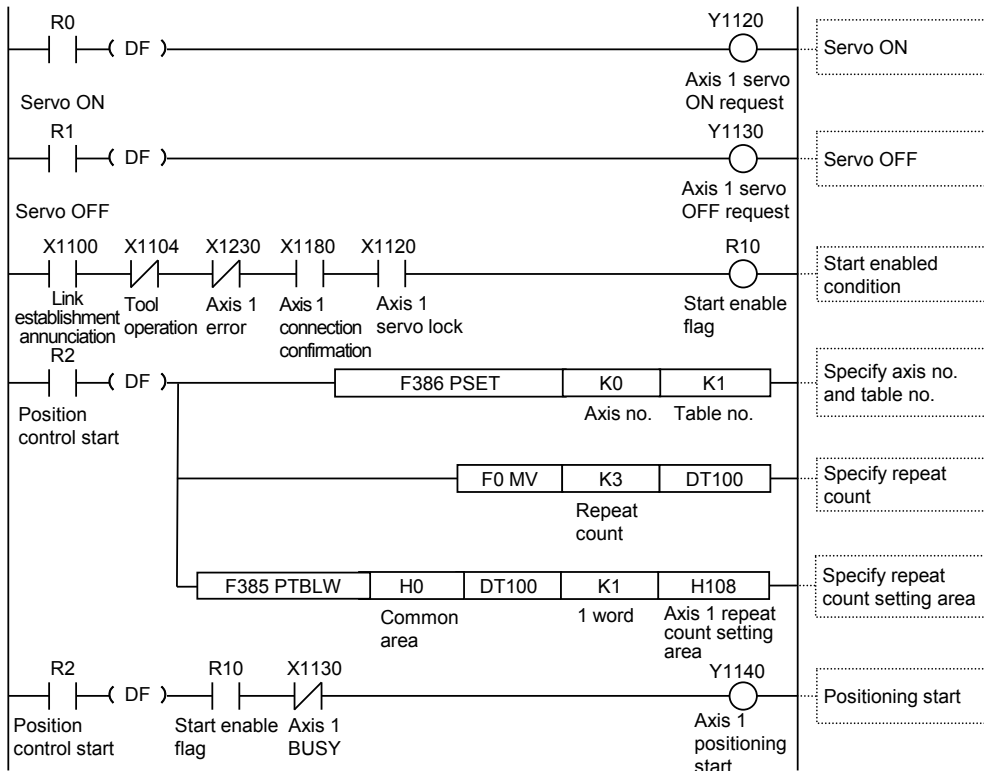 R0
Y1120
( DF )
Servo ON
Servo ON
Axis 1 servo
ON request
R1
Y1130
( DF )
Servo OFF
Servo OFF
Axis 1 servo
OFF request
X1100 X1104 X1230 X1180 X1120
R10
Start enabled
condition
Link
establishment
annunciation
Tool
operation
Axis 1
error
Axis 1
connection
confirmation
Axis 1
servo lock
Start enable
flag
R2
( DF )
F386 PSET K0 K1
Specify axis no.
and table no.
Position
control start
Axis no. Table no.
F0 MV K3 DT100
Specify repeat
count
Repeat
count
F385 PTBLW H0 DT100 K1 H108
Specify repeat
count setting area
Common
area
1 word
Axis 1 repeat
count setting
area
R2 R10 X1130
Y1140
( DF )
Positioning start
Position
control start
Start enable
flag
Axis 1
BUSY
Axis 1
positioning
start